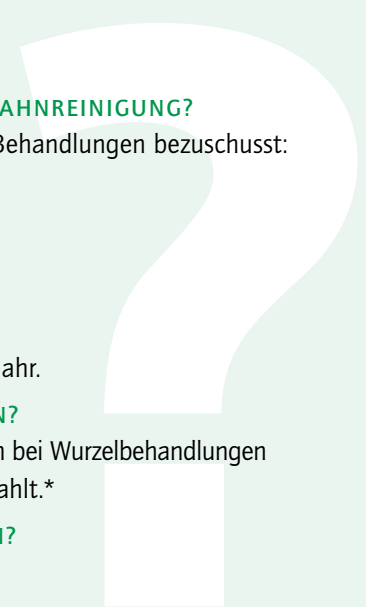 AHNREINIGUNG?
Behandlungen bezuschusst:
ahr.
N?
n bei Wurzelbehandlungen
ahlt.*
N?